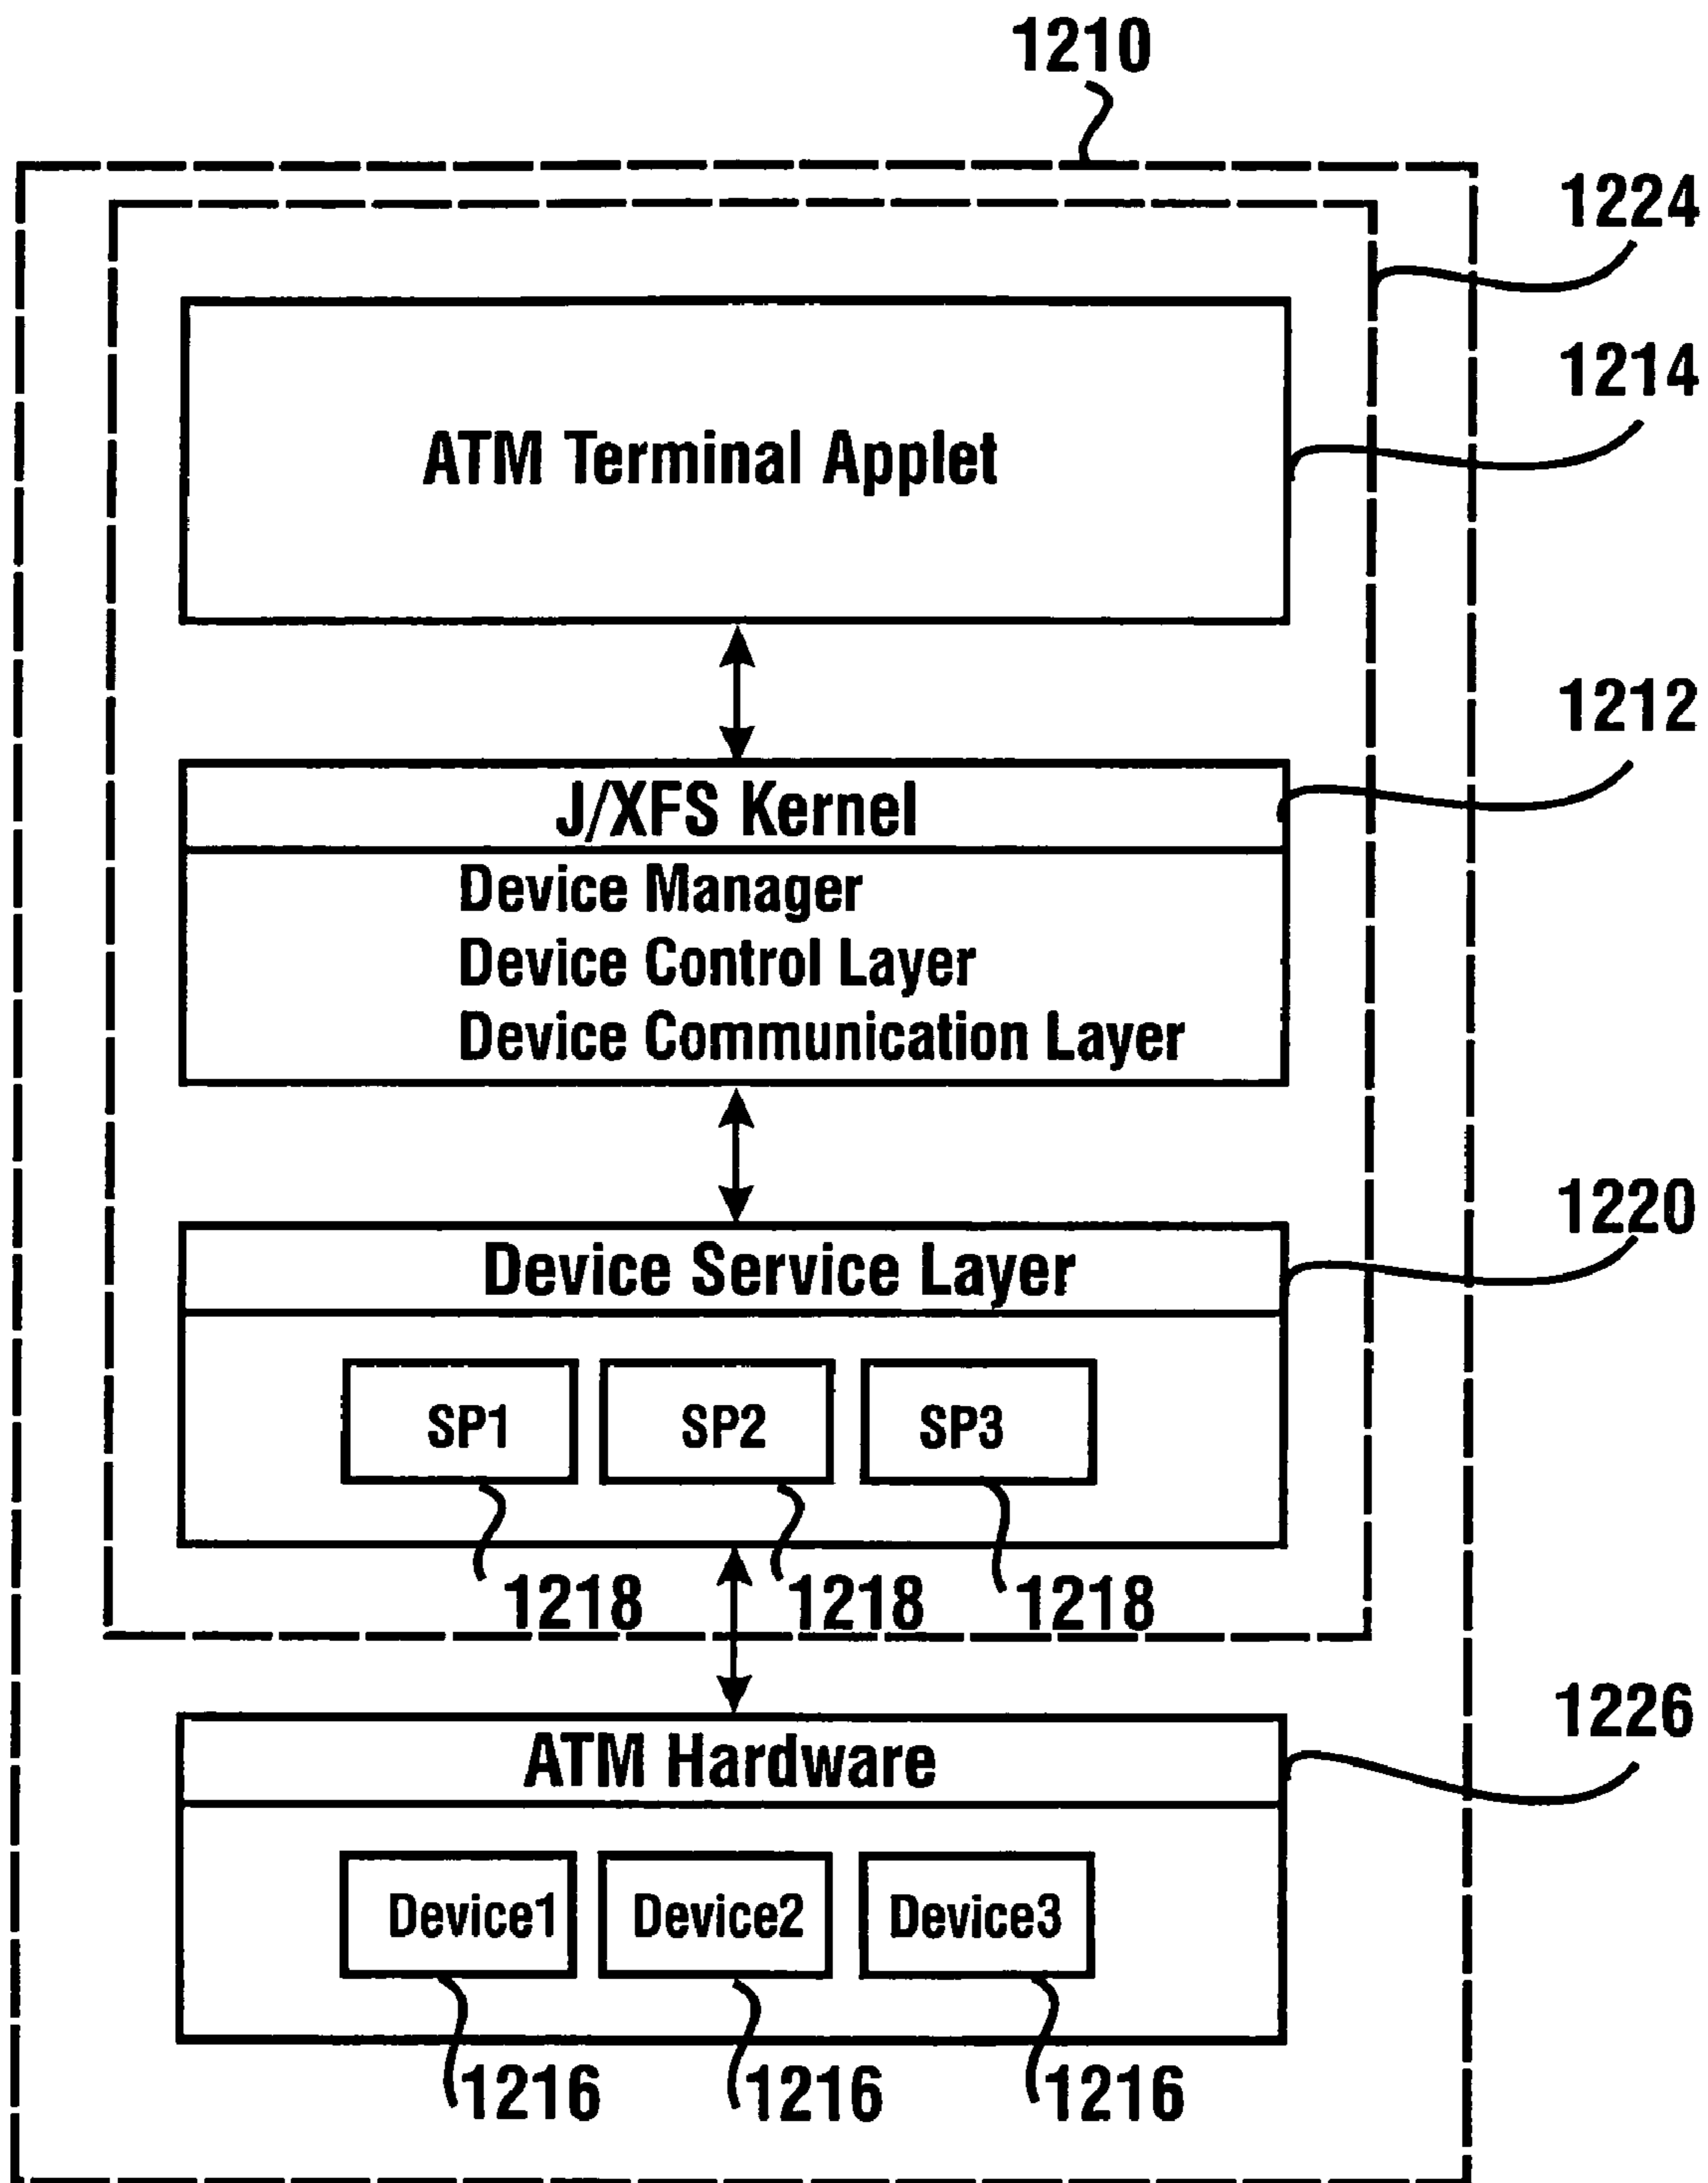 1210
1224
1214
ATM Terminal Applet
1212
J/XFS Kernel
Device Manager
Device Control Layer
Device Communication Layer
1220
Device Service Layer
SP1 SP2 SP3
1218 1218 1218
1226
ATM Hardware
Device1 Device2 Device3
1216 1216 1216